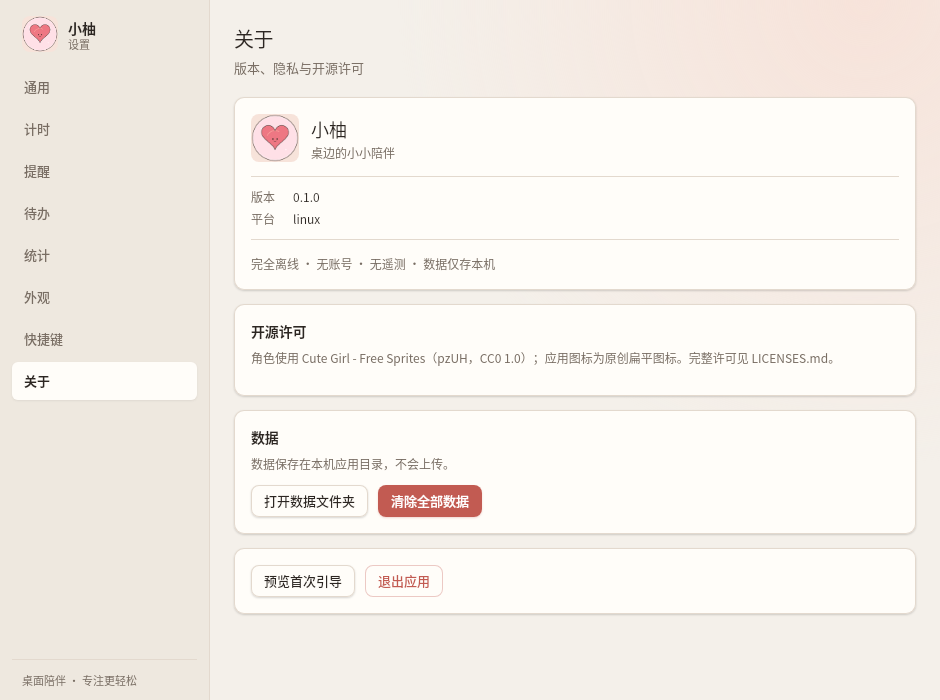 小柚
设置
通用
计时
提醒
待办
统计
外观
快捷键
关于
桌面陪伴 · 专注更轻松
关于
版本、隐私与开源许可
小柚
桌边的小小陪伴
版本 0.1.0
平台 linux
完全离线 · 无账号 · 无遥测 · 数据仅存本机
开源许可
角色使用 Cute Girl - Free Sprites（pzUH，CC0 1.0）；应用图标为原创扁平图标。完整许可见 LICENSES.md。
数据
数据保存在本机应用目录，不会上传。
打开数据文件夹 清除全部数据
预览首次引导 退出应用